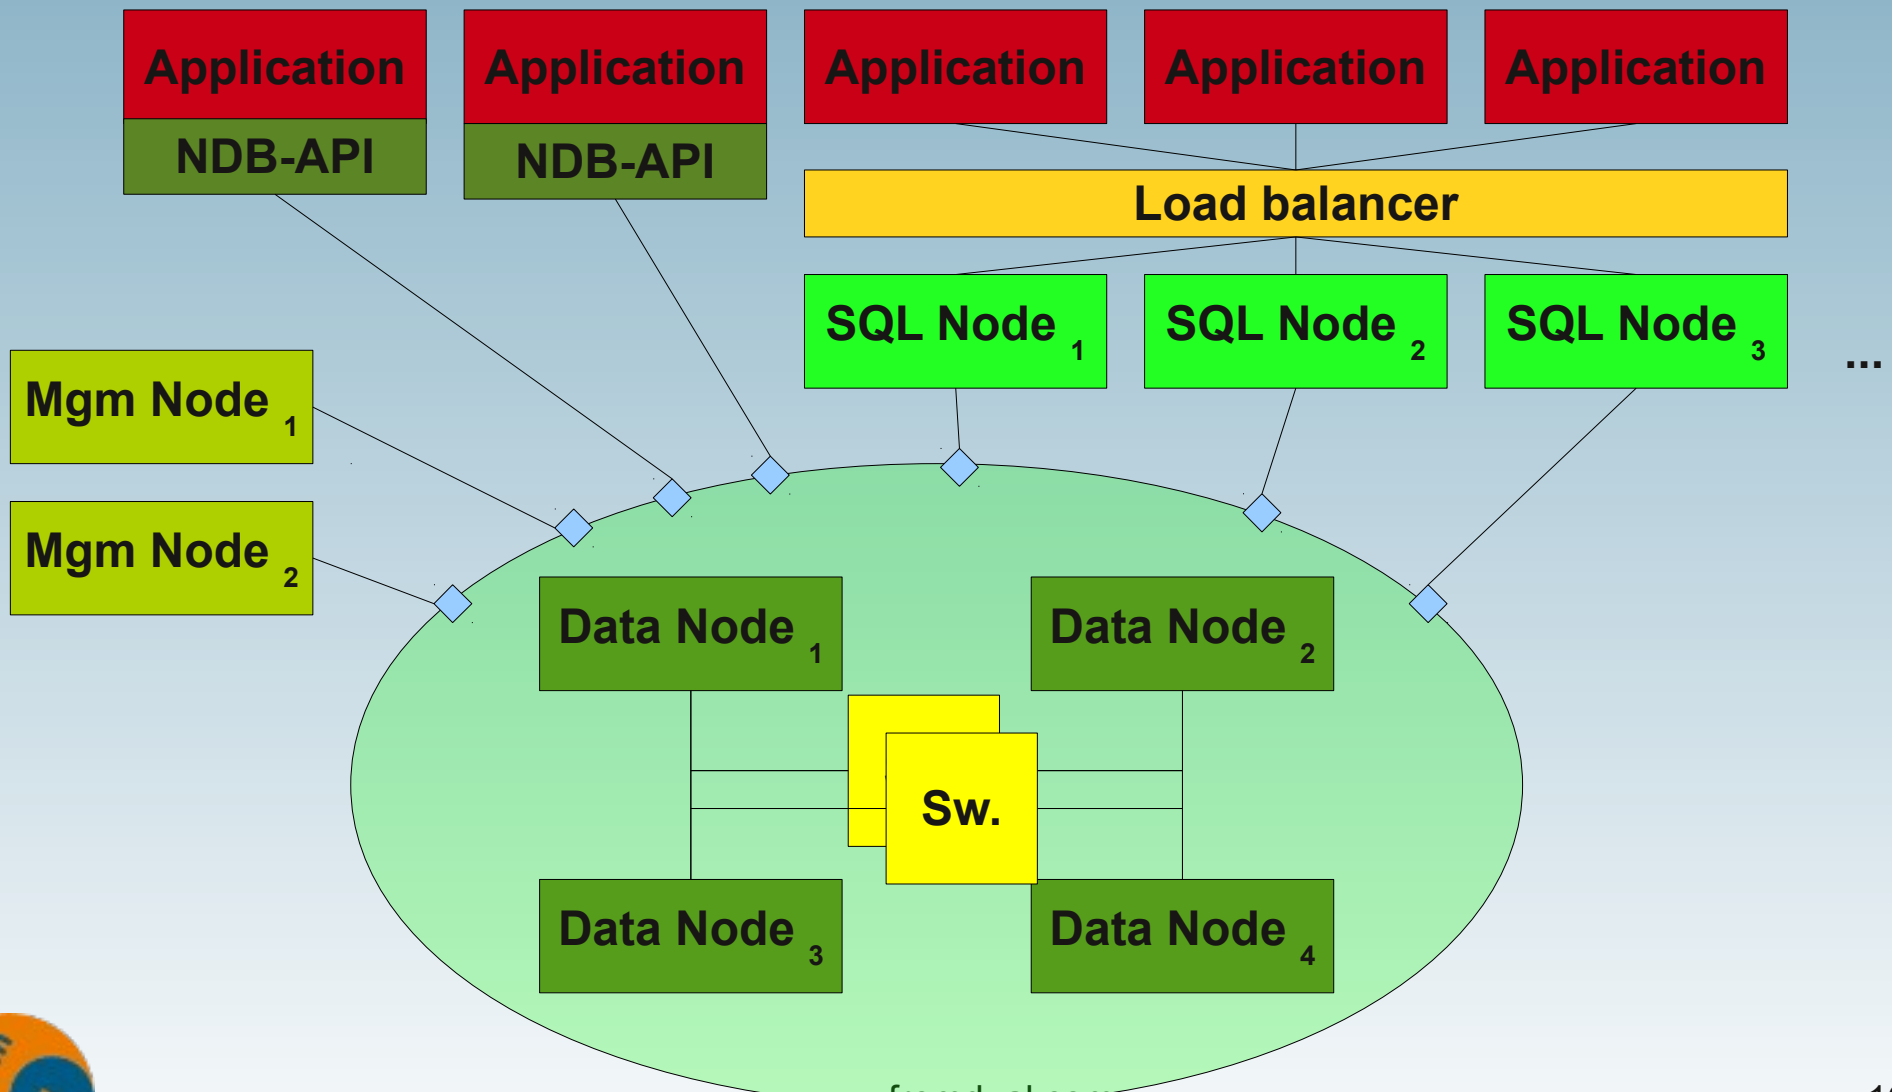 Application Application Application Application Application
NDB-API NDB-API
Load balancer
SQL Node 1 SQL Node 2 SQL Node 3 ...
Mgm Node 1
Mgm Node 2
Data Node 1 Data Node 2
Sw.
Data Node 3 Data Node 4